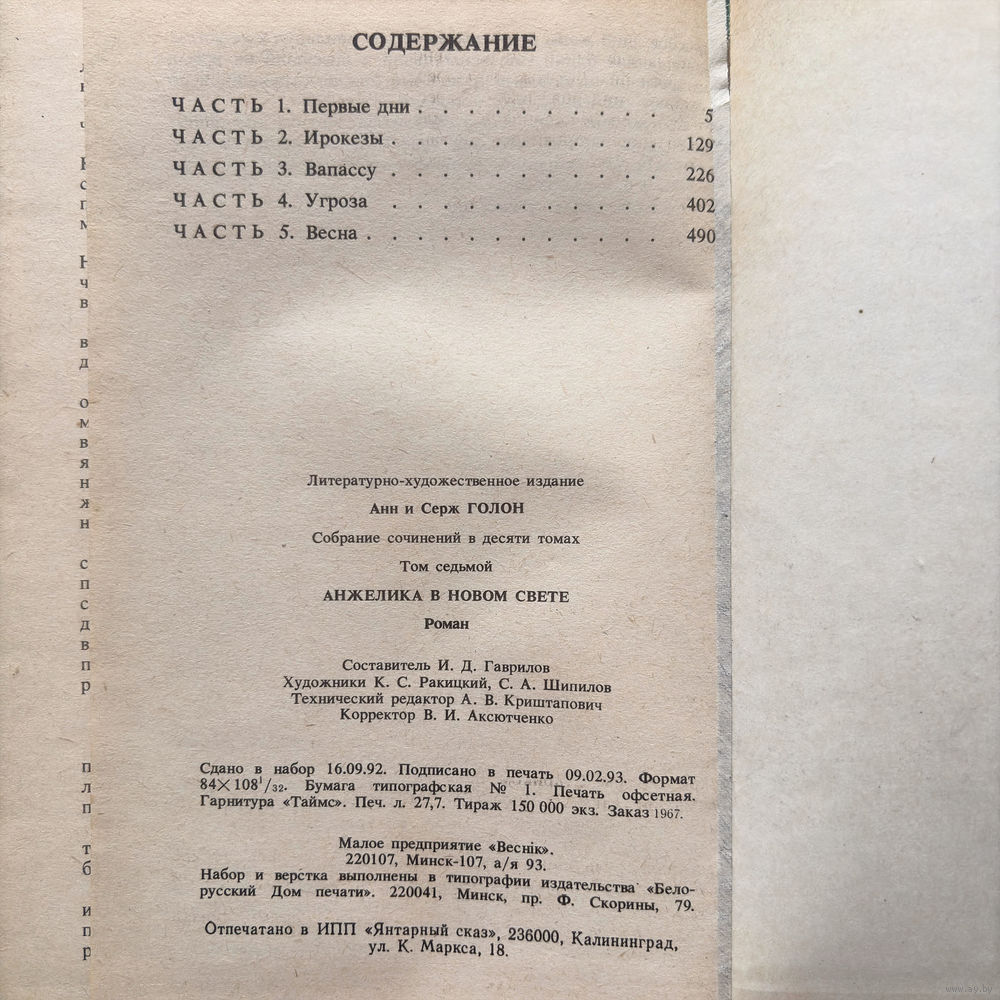 СОДЕРЖАНИЕ
ЧАСТЬ 1. Первые дни . . . . . . . . . . 5
ЧАСТЬ 2. Ирокезы . . . . . . . . . . . 129
ЧАСТЬ 3. Вапассу . . . . . . . . . . . 226
ЧАСТЬ 4. Угроза . . . . . . . . . . . 402
ЧАСТЬ 5. Весна . . . . . . . . . . . . 490
Литературно-художественное издание
Анн и Серж ГОЛОН
Собрание сочинений в десяти томах
Том седьмой
АНЖЕЛИКА В НОВОМ СВЕТЕ
Роман
Составитель И. Д. Гаврилов
Художники К. С. Ракицкий, С. А. Шипилов
Технический редактор А. В. Криштапович
Корректор В. И. Аксютченко
Сдано в набор 16.09.92. Подписано в печать 09.02.93. Формат
84×108¹/₃₂. Бумага типографская № 1. Печать офсетная.
Гарнитура «Таймс». Печ. л. 27,7. Тираж 150 000 экз. Заказ 1967.
Малое предприятие «Веснік».
220107, Минск-107, а/я 93.
Набор и верстка выполнены в типографии издательства «Бело-
русский Дом печати». 220041, Минск, пр. Ф. Скорины, 79.
Отпечатано в ИПП «Янтарный сказ», 236000, Калининград,
ул. К. Маркса, 18.
www.ay.by